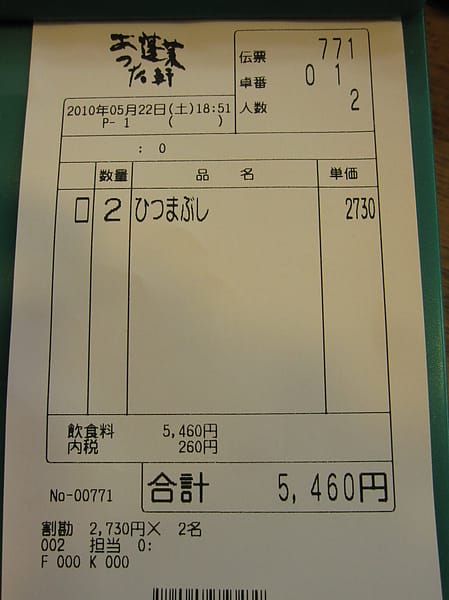 あつた蓬莱軒
伝票 771
卓番 01
人数 2
2010年05月22日(土)18:51
P- 1 ( )
: 0
数量 品名 単価
□ 2 ひつまぶし 2730
飲食料 5,460円
内税 260円
No-00771 合計 5,460円
割勘 2,730円× 2名
002 担当 0:
F 000 K 000